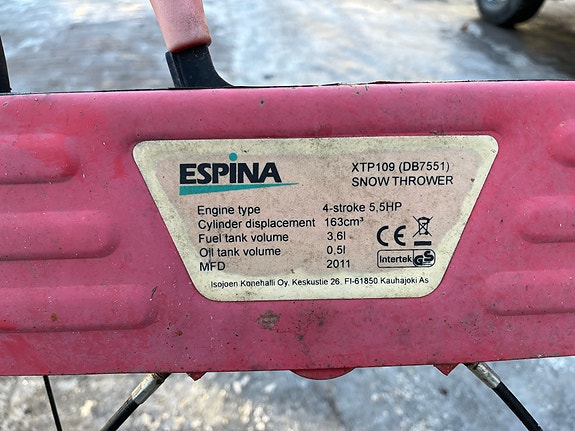 ESPINA
XTP109 (DB7551)
SNOW THROWER
Engine type 4-stroke 5,5HP
Cylinder displacement 163cm³
Fuel tank volume 3,6l
Oil tank volume 0,5l
MFD 2011
CE
Intertek GS
Isojoen Konehalli Oy. Keskustie 26. FI-61850 Kauhajoki As